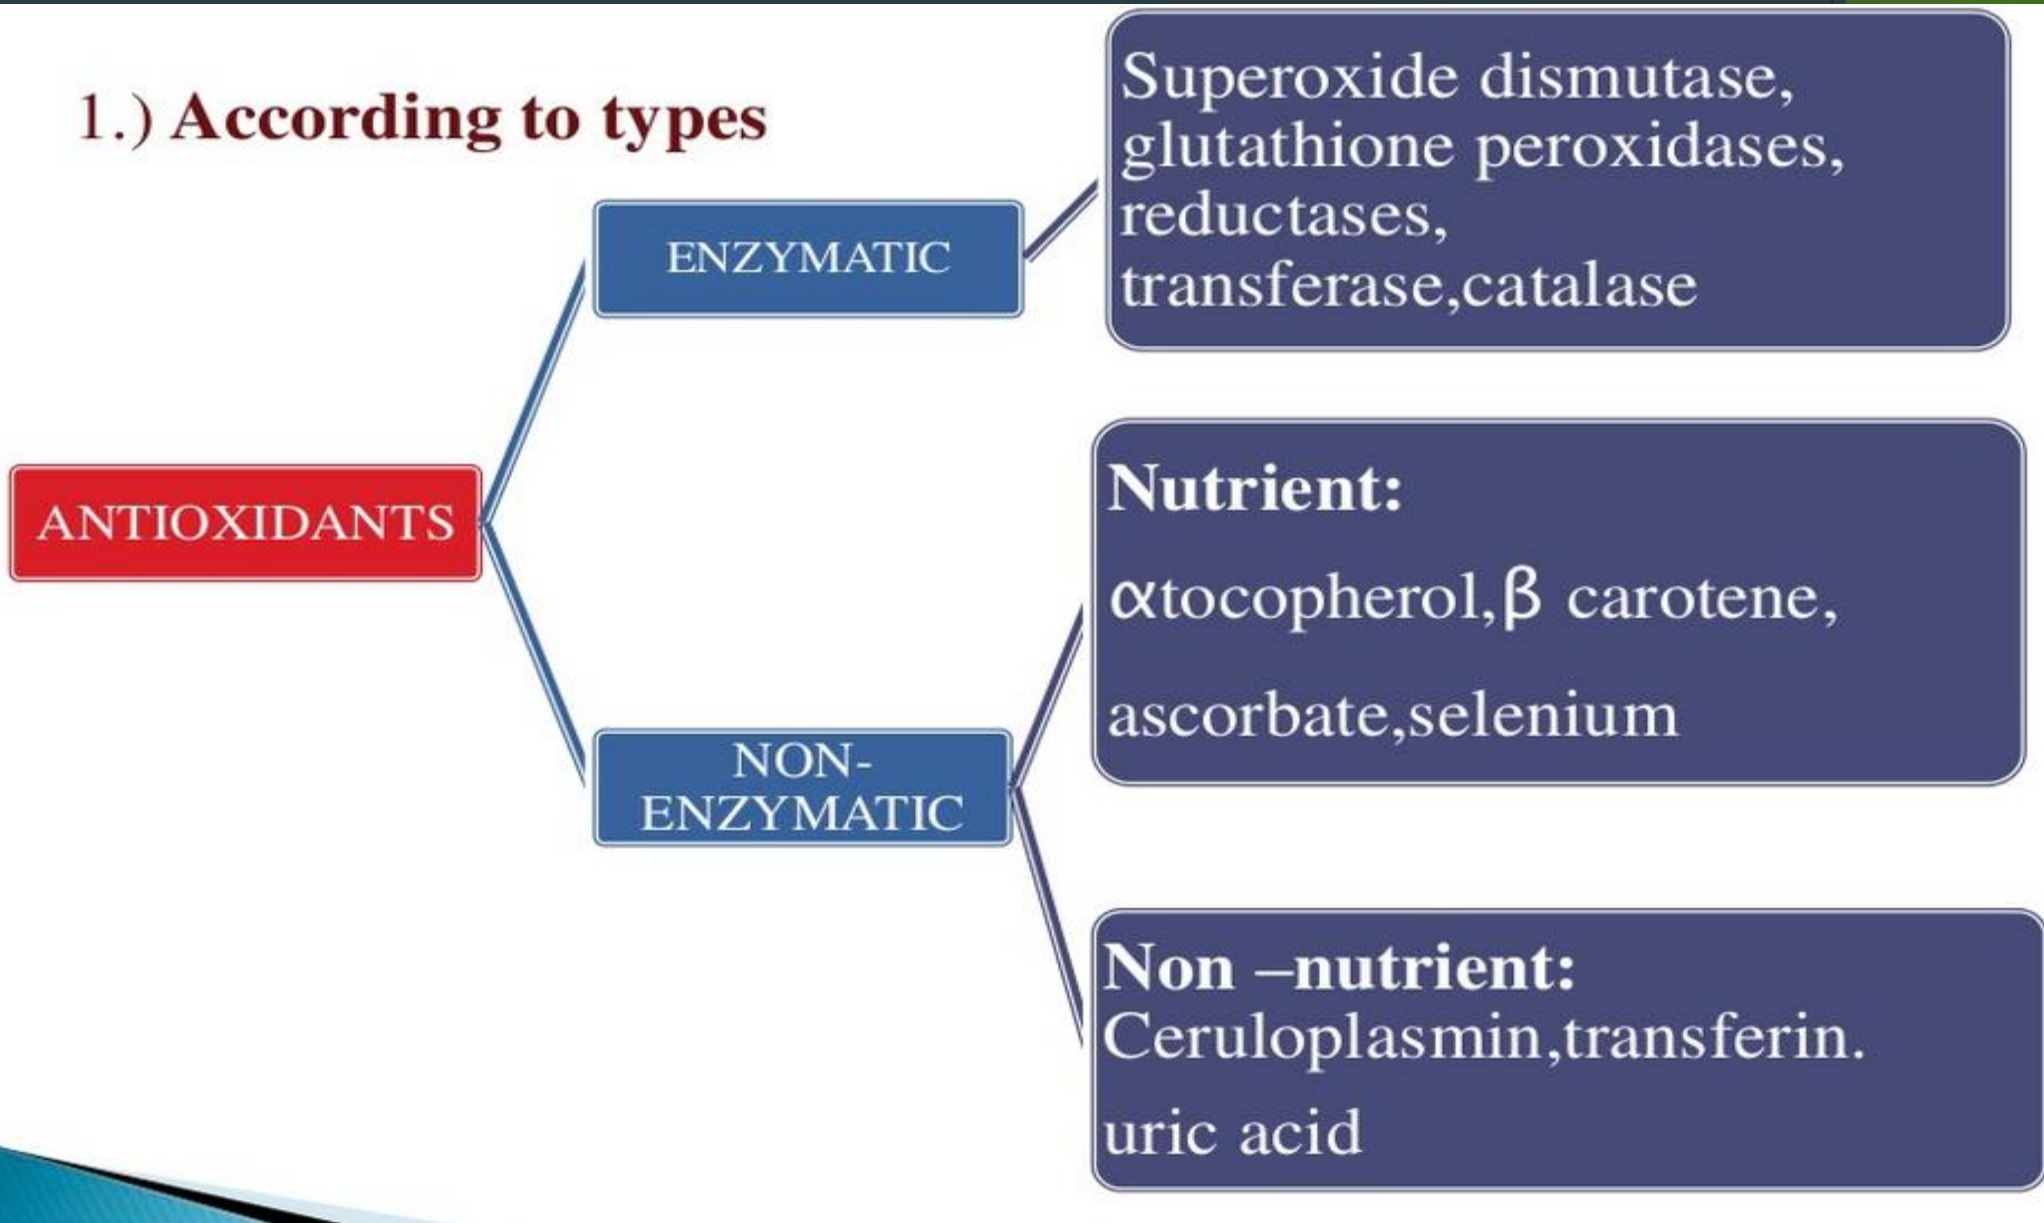 1.) According to types
ANTIOXIDANTS
ENZYMATIC
Superoxide dismutase,
glutathione peroxidases,
reductases,
transferase,catalase
NON-
ENZYMATIC
Nutrient:
αtocopherol,β carotene,
ascorbate,selenium
Non –nutrient:
Ceruloplasmin,transferin.
uric acid